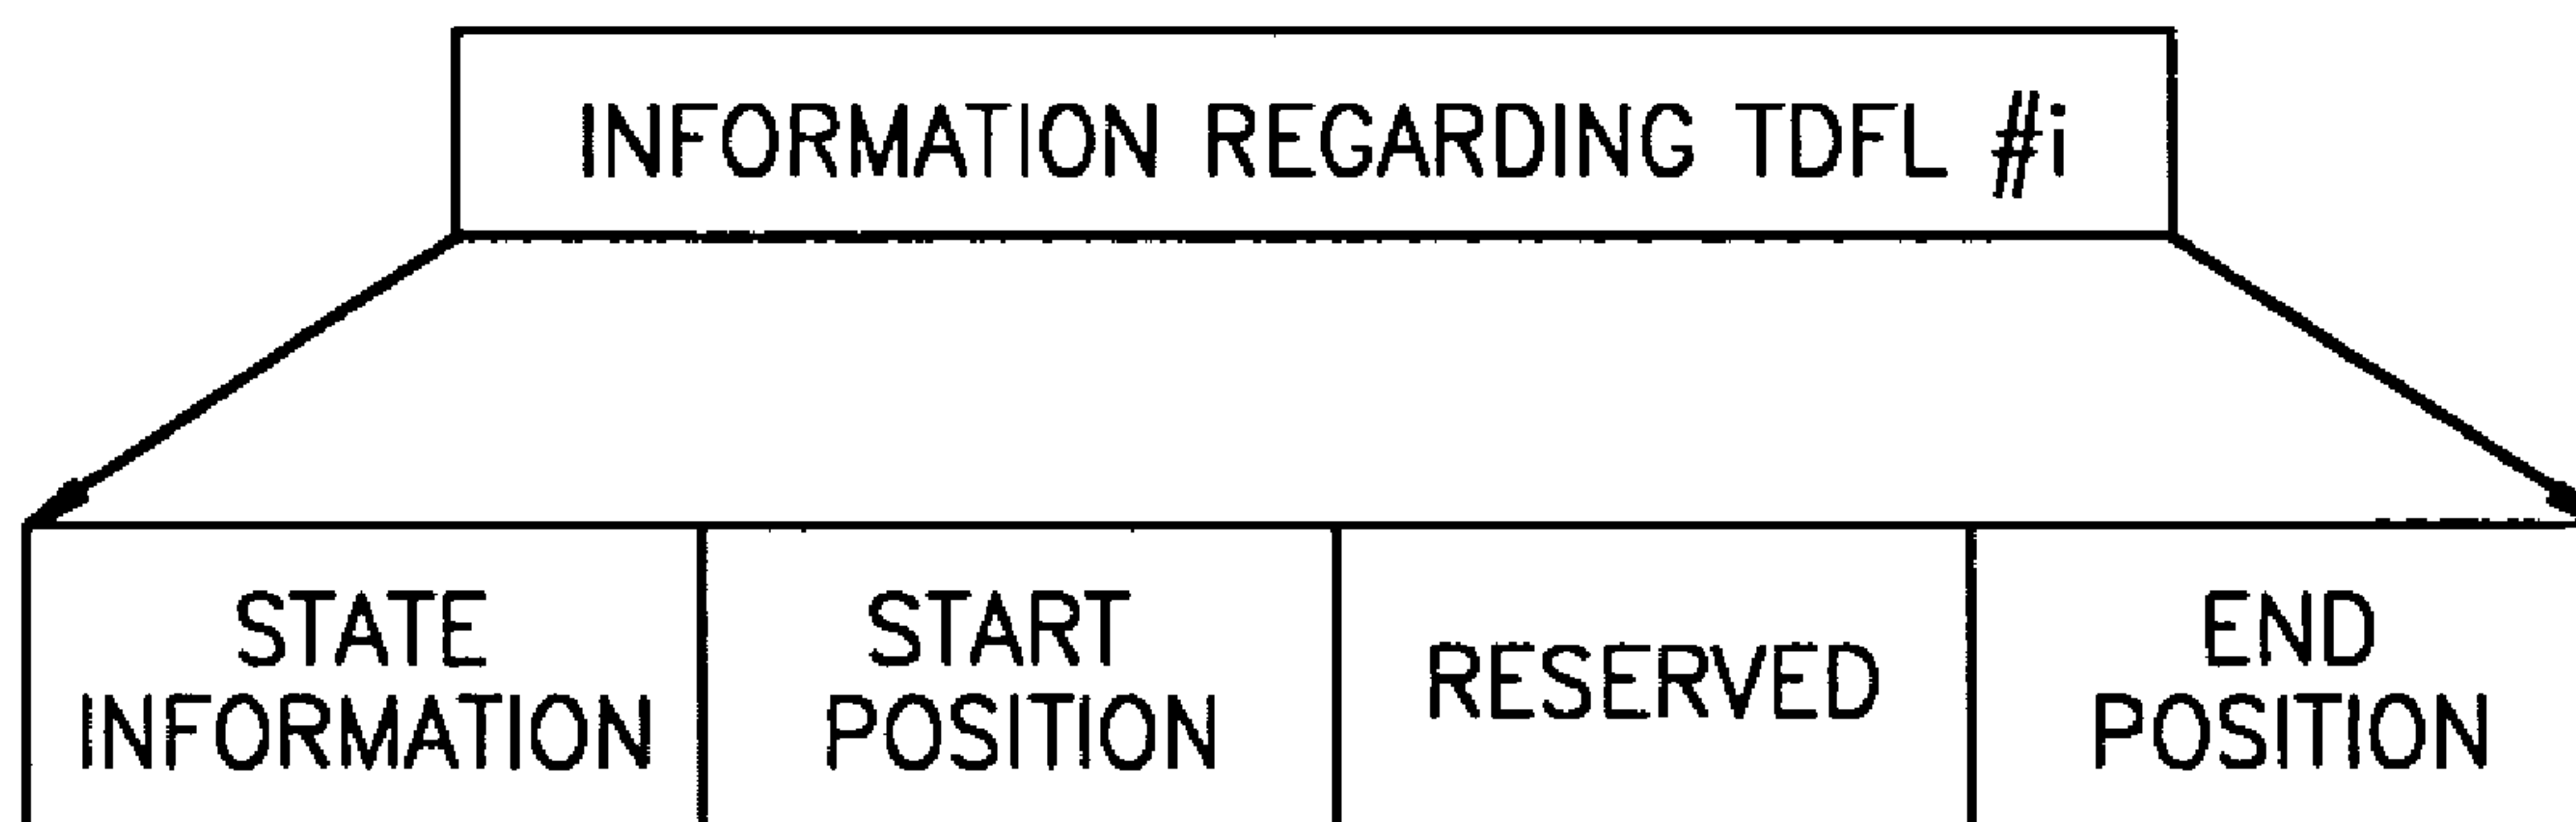 INFORMATION REGARDING TDFL #i
STATE
INFORMATION
START
POSITION
RESERVED
END
POSITION